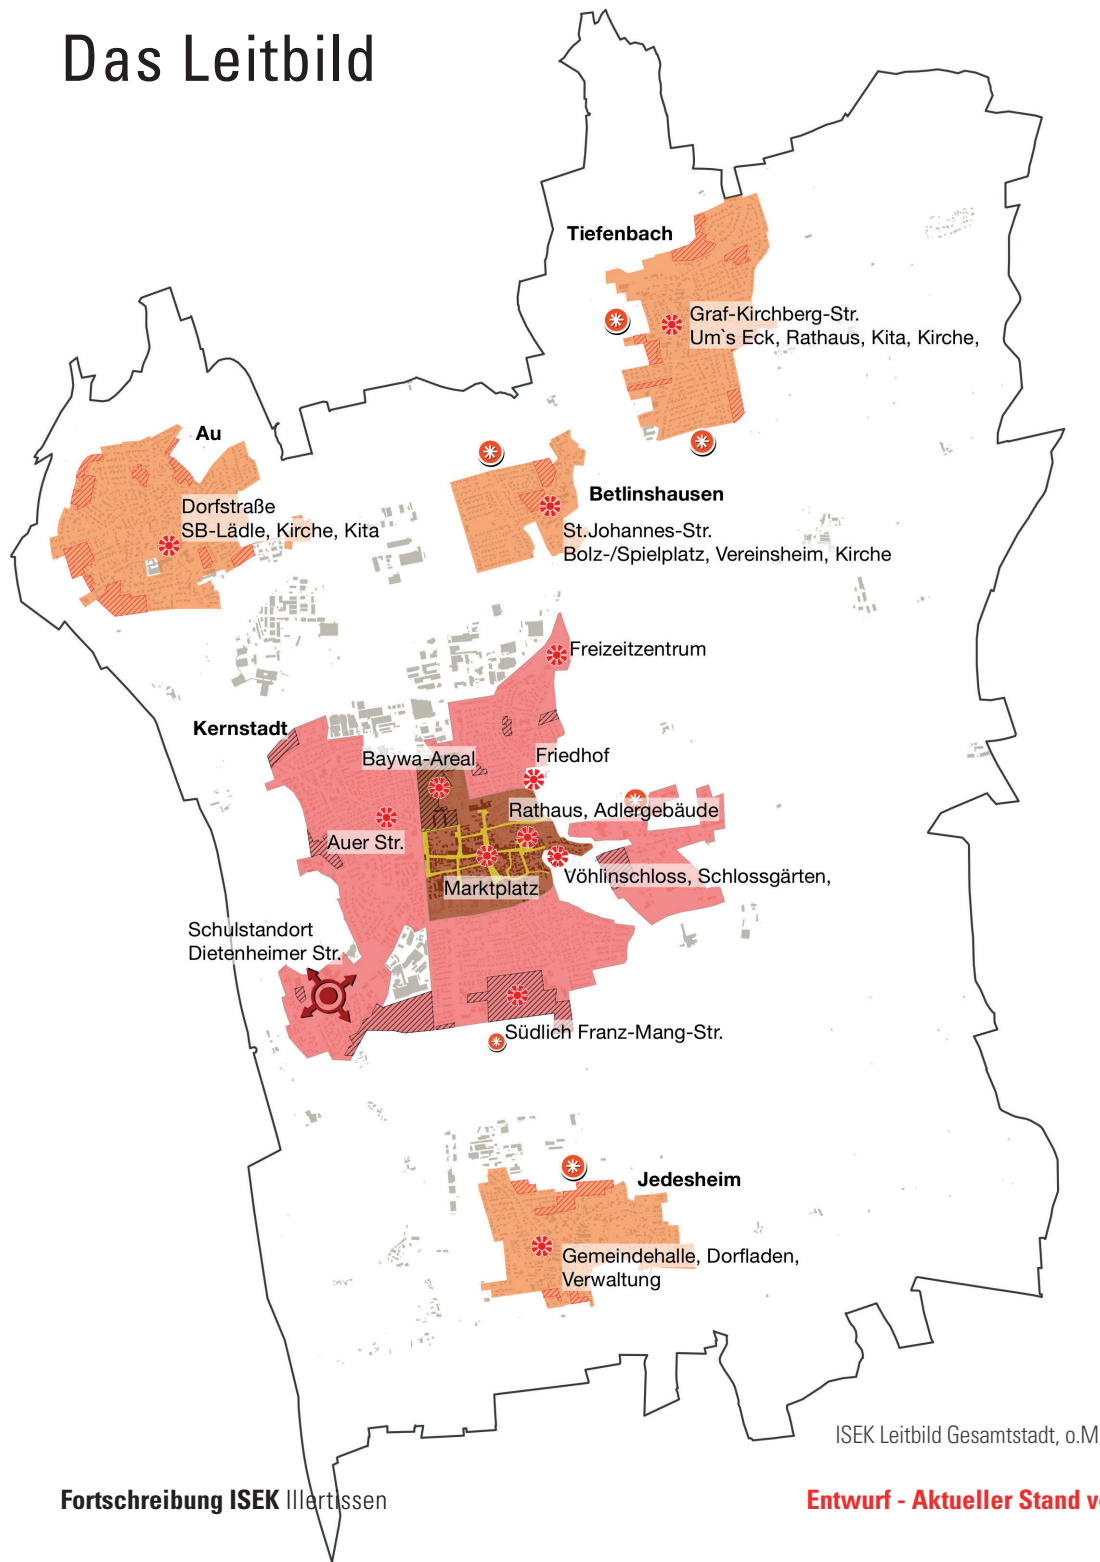 Das Leitbild
Tiefenbach
Graf-Kirchberg-Str.
Um`s Eck, Rathaus, Kita, Kirche,
Au
Dorfstraße
SB-Lädle, Kirche, Kita
Betlinshausen
St.Johannes-Str.
Bolz-/Spielplatz, Vereinsheim, Kirche
Freizeitzentrum
Kernstadt
Baywa-Areal
Friedhof
Rathaus, Adlergebäude
Auer Str.
Marktplatz
Vöhlinschloss, Schlossgärten,
Schulstandort
Dietenheimer Str.
Südlich Franz-Mang-Str.
Jedesheim
Gemeindehalle, Dorfladen,
Verwaltung
ISEK Leitbild Gesamtstadt, o.M
Fortschreibung ISEK Illertissen
Entwurf - Aktueller Stand